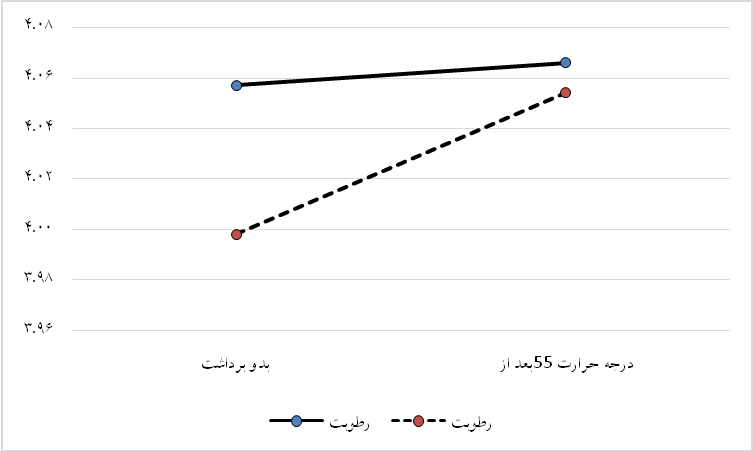 ۴.۰۸
۴.۰۶
۴.۰۴
۴.۰۲
۴.۰۰
۳.۹۸
۳.۹۶
بدو برداشت
درجه حرارت 55بعد از
رطوبت
رطوبت